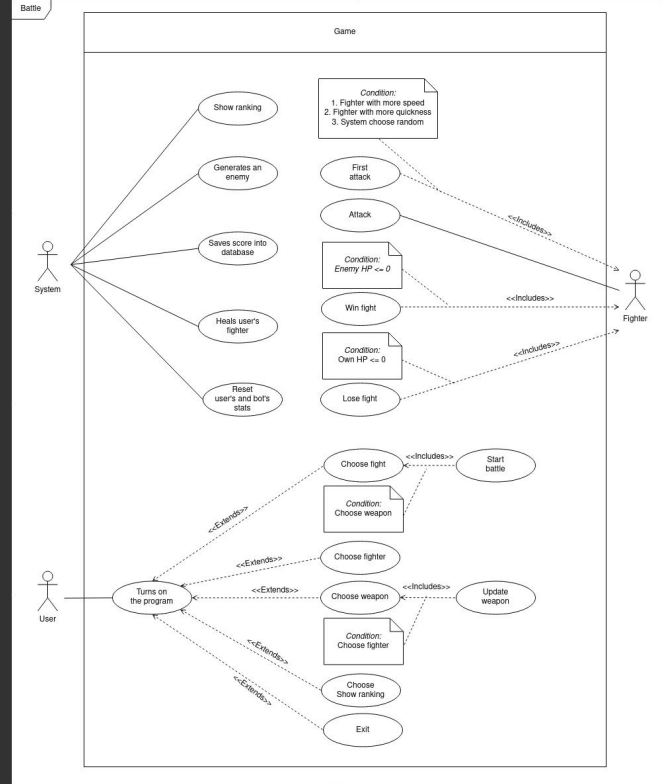 Battle
Game
Show ranking
Condition:
1. Fighter with more speed
2. Fighter with more quickness
3. System choose random
Generates an
enemy
First
attack
Attack
<<Includes>>
Saves score into
database
Condition:
Enemy HP <= 0
System
Win fight
<<Includes>>
Fighter
Heals user's
fighter
Condition:
Own HP <= 0
<<Includes>>
Reset
user's and bot's
stats
Lose fight
Choose fight
<<Includes>>
Start
battle
<<Extends>>
Condition:
Choose weapon
<<Extends>>
Choose fighter
User
Turns on
the program
<<Extends>>
Choose weapon
<<Includes>>
Update
weapon
Condition:
Choose fighter
<<Extends>>
<<Extends>>
Choose
Show ranking
Exit